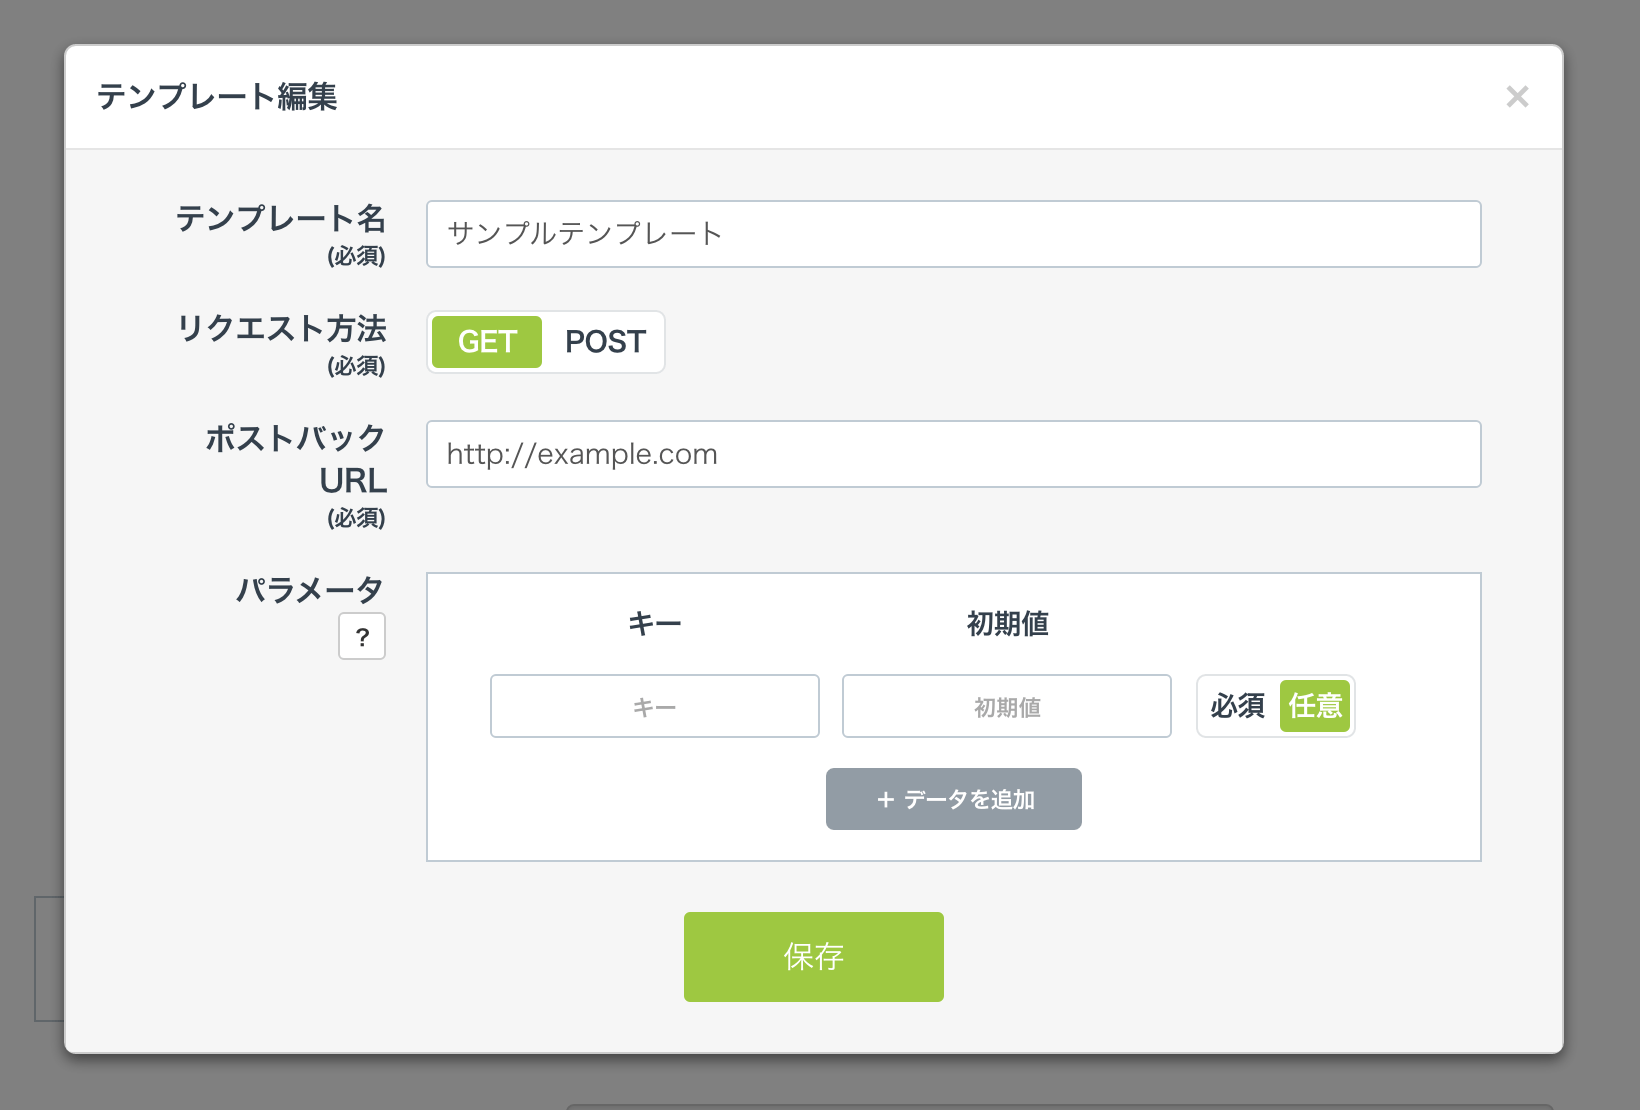 テンプレート編集
×
テンプレート名
(必須)
サンプルテンプレート
リクエスト方法
(必須)
GET POST
ポストバック
URL
(必須)
http://example.com
パラメータ
?
キー 初期値
キー 初期値 必須 任意
+ データを追加
保存